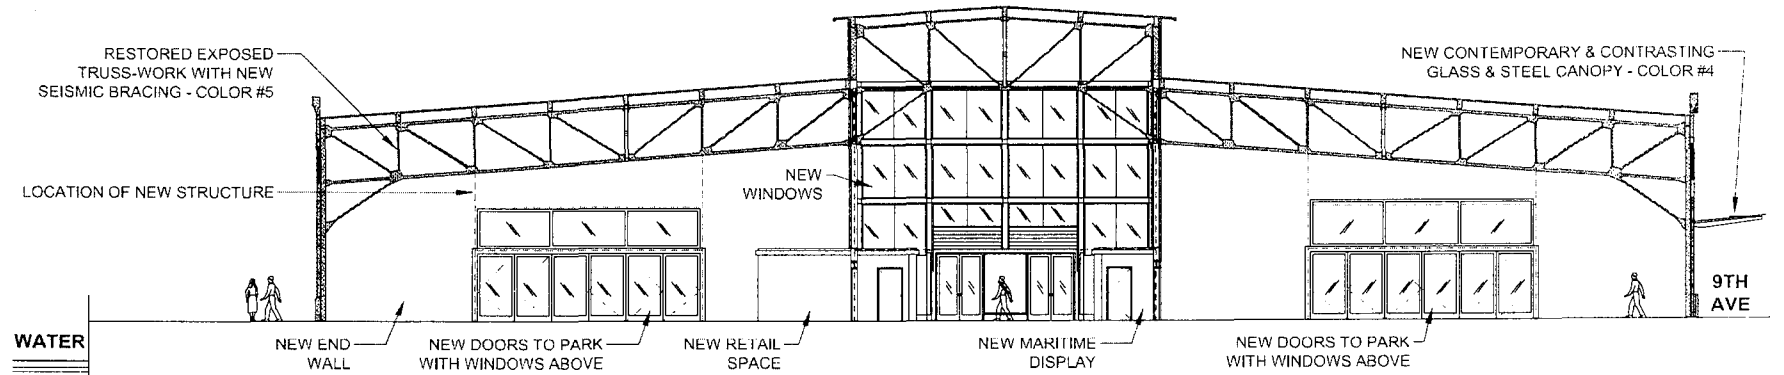 RESTORED EXPOSED
TRUSS-WORK WITH NEW
SEISMIC BRACING - COLOR #5
NEW CONTEMPORARY & CONTRASTING
GLASS & STEEL CANOPY - COLOR #4
LOCATION OF NEW STRUCTURE
NEW
WINDOWS
9TH
AVE
WATER
NEW END
WALL
NEW DOORS TO PARK
WITH WINDOWS ABOVE
NEW RETAIL
SPACE
NEW MARITIME
DISPLAY
NEW DOORS TO PARK
WITH WINDOWS ABOVE